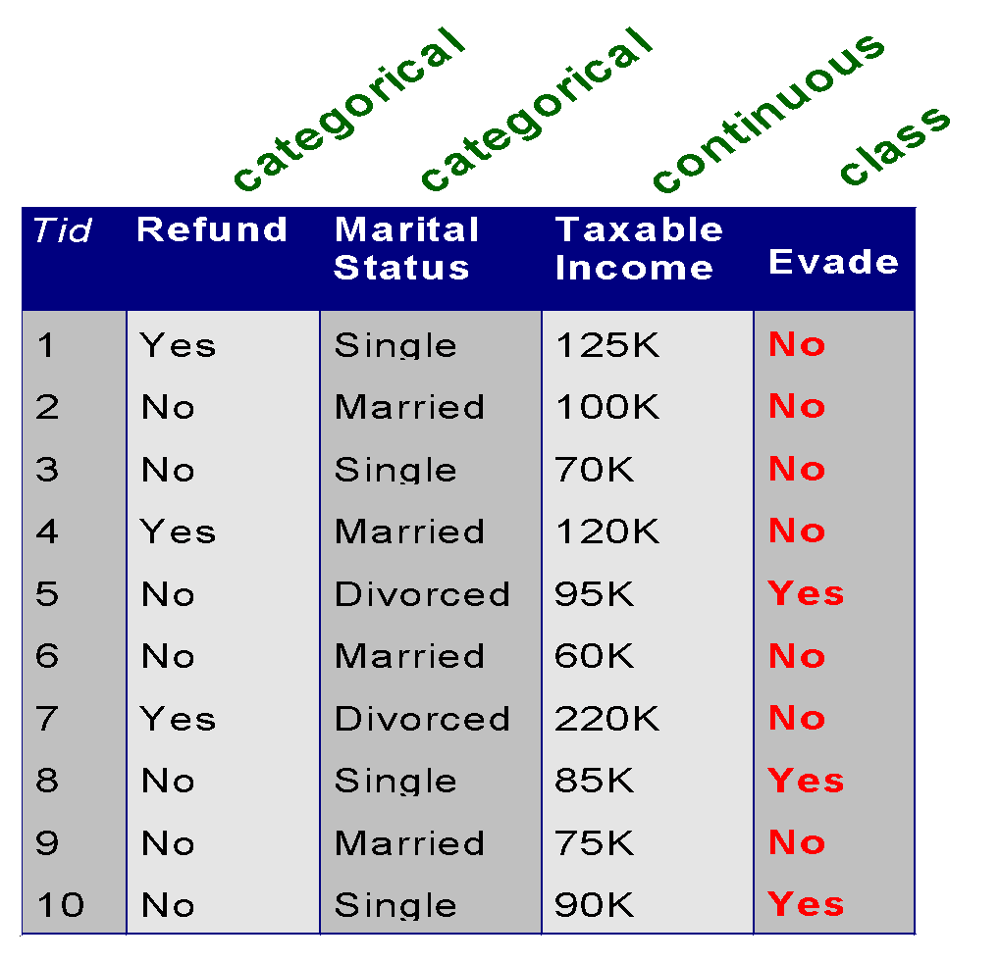 categorical categorical continuous class
Tid Refund Marital Status Taxable Income Evade
1 Yes Single 125K No
2 No Married 100K No
3 No Single 70K No
4 Yes Married 120K No
5 No Divorced 95K Yes
6 No Married 60K No
7 Yes Divorced 220K No
8 No Single 85K Yes
9 No Married 75K No
10 No Single 90K Yes